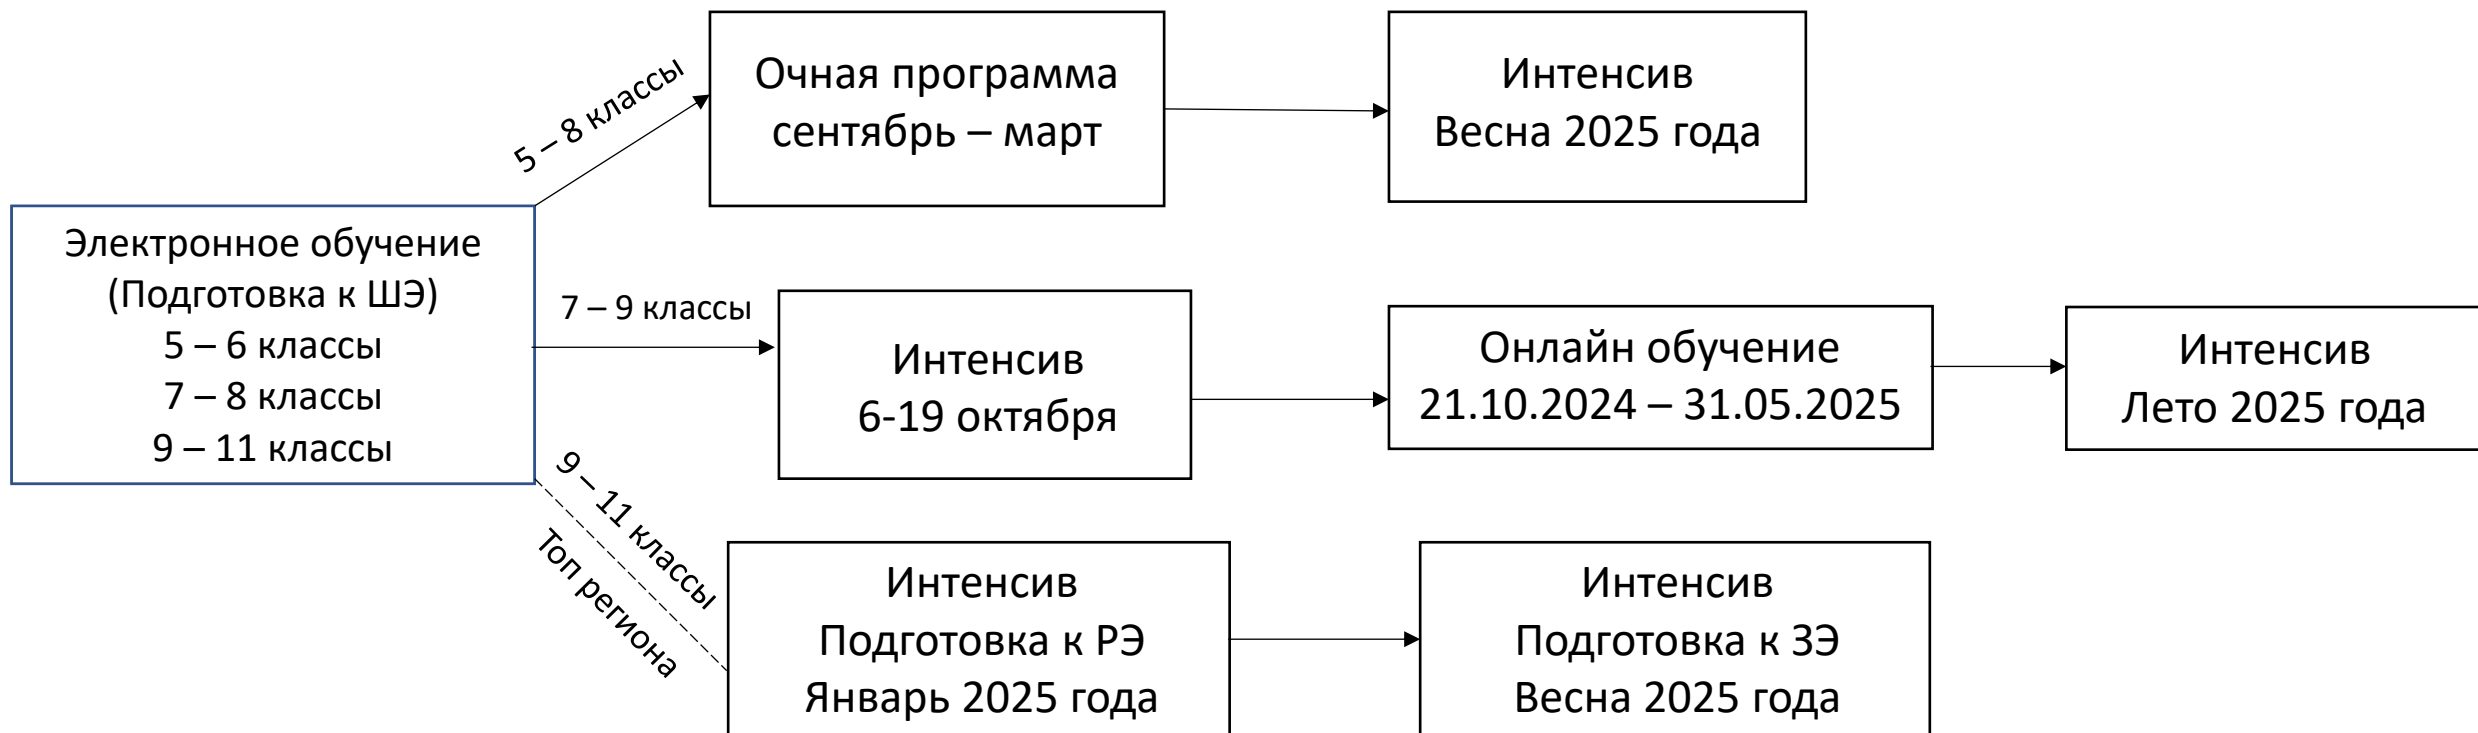 5 – 8 классы
Очная программа
сентябрь – март
Интенсив
Весна 2025 года
Электронное обучение
(Подготовка к ШЭ)
5 – 6 классы
7 – 8 классы
9 – 11 классы
7 – 9 классы
Интенсив
6-19 октября
Онлайн обучение
21.10.2024 – 31.05.2025
Интенсив
Лето 2025 года
9 – 11 классы
Топ региона
Интенсив
Подготовка к РЭ
Январь 2025 года
Интенсив
Подготовка к ЗЭ
Весна 2025 года